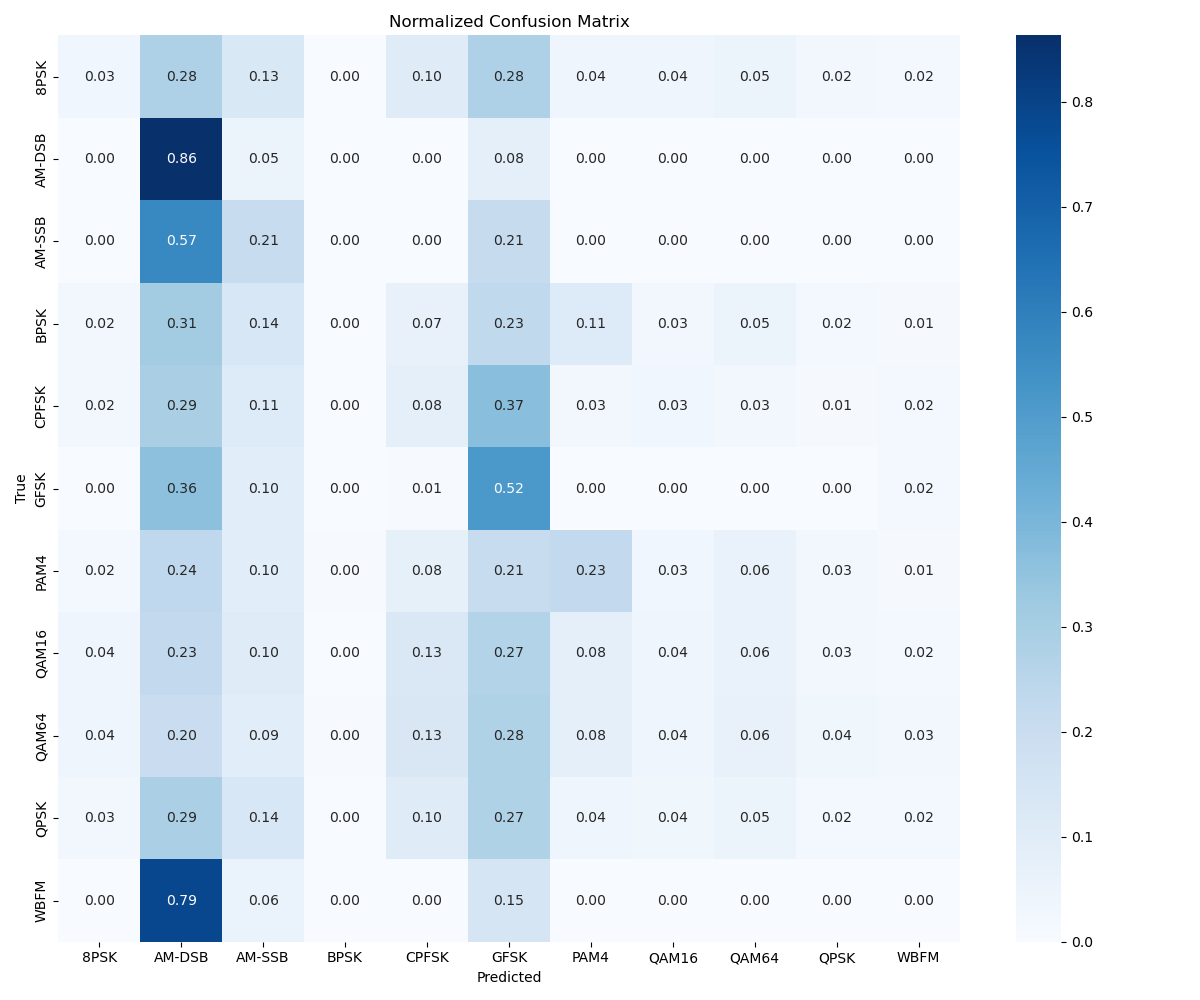 Normalized Confusion Matrix
8PSK 0.03 0.28 0.13 0.00 0.10 0.28 0.04 0.04 0.05 0.02 0.02
AM-DSB 0.00 0.86 0.05 0.00 0.00 0.08 0.00 0.00 0.00 0.00 0.00
AM-SSB 0.00 0.57 0.21 0.00 0.00 0.21 0.00 0.00 0.00 0.00 0.00
BPSK 0.02 0.31 0.14 0.00 0.07 0.23 0.11 0.03 0.05 0.02 0.01
CPFSK 0.02 0.29 0.11 0.00 0.08 0.37 0.03 0.03 0.03 0.01 0.02
True
GFSK 0.00 0.36 0.10 0.00 0.01 0.52 0.00 0.00 0.00 0.00 0.02
PAM4 0.02 0.24 0.10 0.00 0.08 0.21 0.23 0.03 0.06 0.03 0.01
QAM16 0.04 0.23 0.10 0.00 0.13 0.27 0.08 0.04 0.06 0.03 0.02
QAM64 0.04 0.20 0.09 0.00 0.13 0.28 0.08 0.04 0.06 0.04 0.03
QPSK 0.03 0.29 0.14 0.00 0.10 0.27 0.04 0.04 0.05 0.02 0.02
WBFM 0.00 0.79 0.06 0.00 0.00 0.15 0.00 0.00 0.00 0.00 0.00
8PSK AM-DSB AM-SSB BPSK CPFSK GFSK PAM4 QAM16 QAM64 QPSK WBFM
Predicted
0.8
0.7
0.6
0.5
0.4
0.3
0.2
0.1
0.0